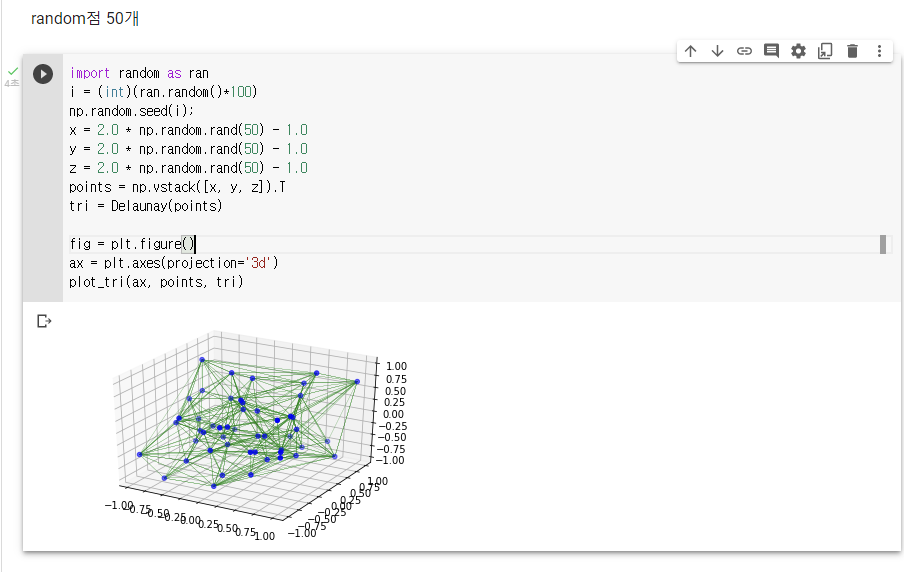 random점 50개
4초
import random as ran
i = (int)(ran.random()*100)
np.random.seed(i);
x = 2.0 * np.random.rand(50) - 1.0
y = 2.0 * np.random.rand(50) - 1.0
z = 2.0 * np.random.rand(50) - 1.0
points = np.vstack([x, y, z]).T
tri = Delaunay(points)
fig = plt.figure()
ax = plt.axes(projection='3d')
plot_tri(ax, points, tri)
1.00
0.75
0.50
0.25
0.00
−0.25
−0.50
−0.75
−1.00
−1.00
−0.75
−0.50
−0.25
0.00
0.25
0.50
0.75
1.00
1.00
0.75
0.50
0.25
0.00
−0.25
−0.50
−0.75
−1.00